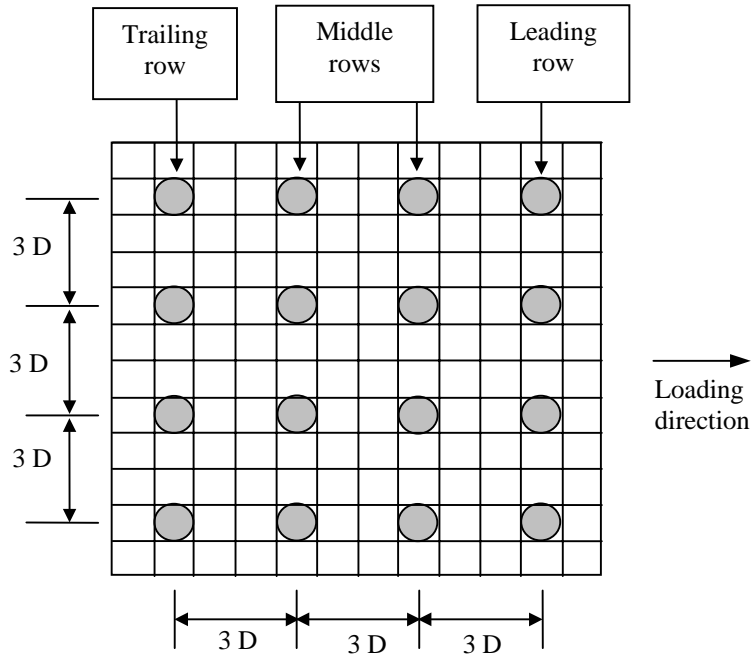 Trailing
row
Middle
rows
Leading
row
3 D
3 D
3 D
Loading
direction
3 D
3 D
3 D